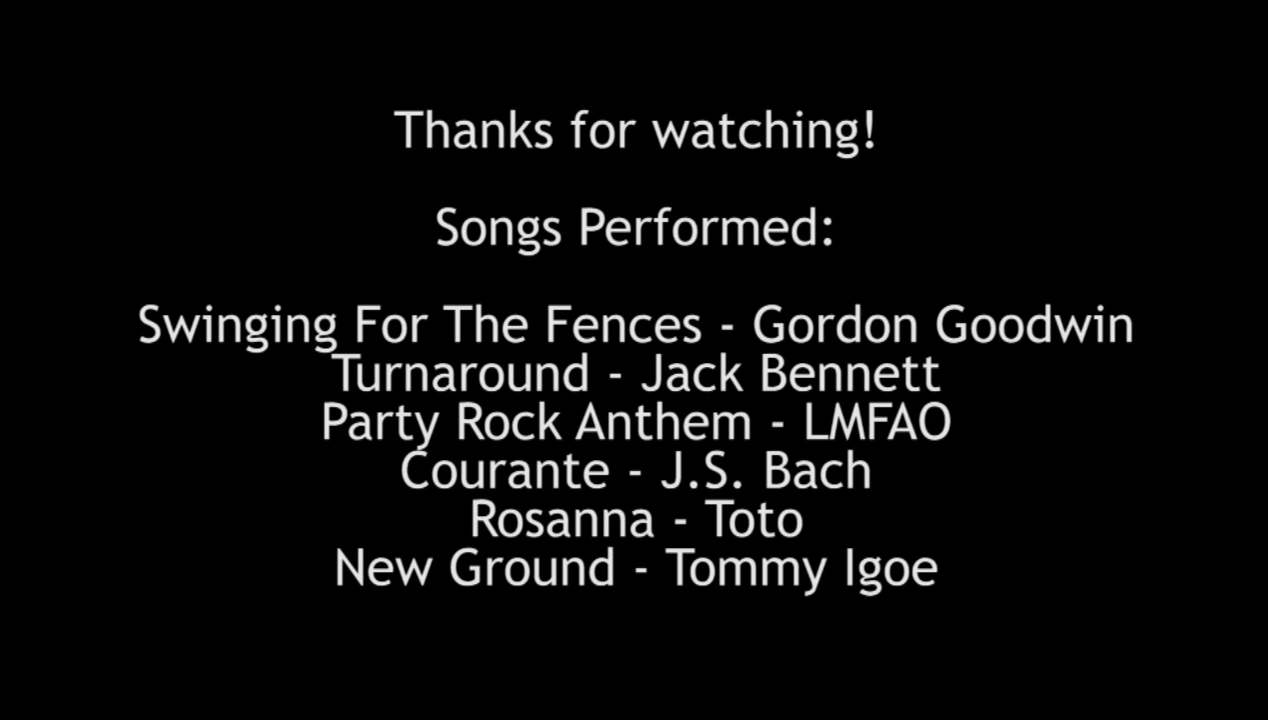 Thanks for watching!
Songs Performed:
Swinging For The Fences - Gordon Goodwin
Turnaround - Jack Bennett
Party Rock Anthem - LMFAO
Courante - J.S. Bach
Rosanna - Toto
New Ground - Tommy Igoe